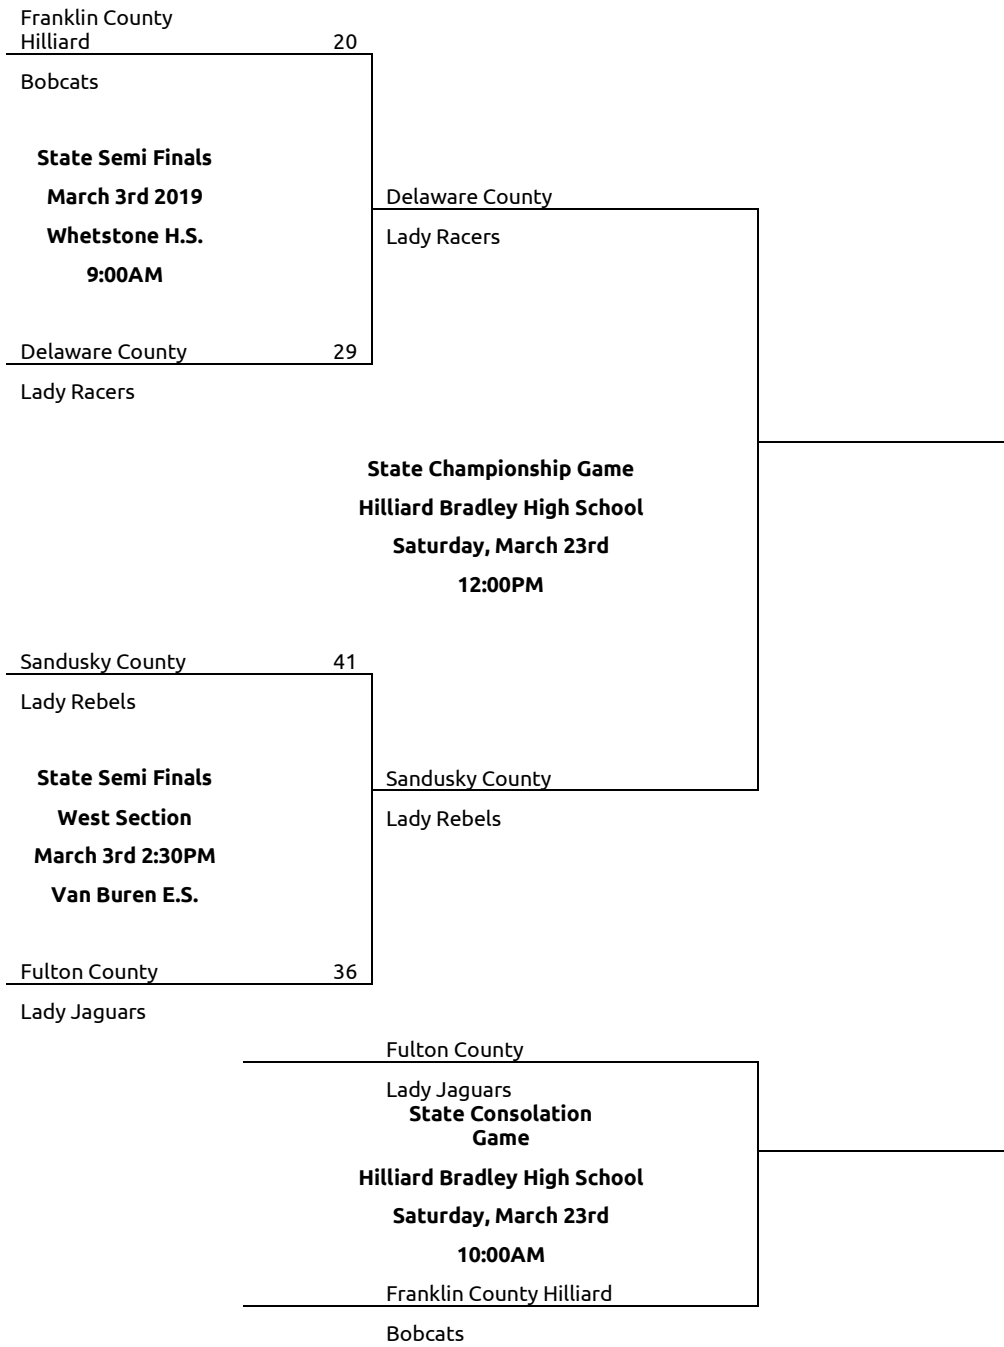 Franklin County
Hilliard 20
Bobcats
State Semi Finals
March 3rd 2019
Whetstone H.S.
9:00AM
Delaware County
Lady Racers
Delaware County 29
Lady Racers
State Championship Game
Hilliard Bradley High School
Saturday, March 23rd
12:00PM
Sandusky County 41
Lady Rebels
State Semi Finals
West Section
March 3rd 2:30PM
Van Buren E.S.
Sandusky County
Lady Rebels
Fulton County 36
Lady Jaguars
Fulton County
Lady Jaguars
State Consolation
Game
Hilliard Bradley High School
Saturday, March 23rd
10:00AM
Franklin County Hilliard
Bobcats